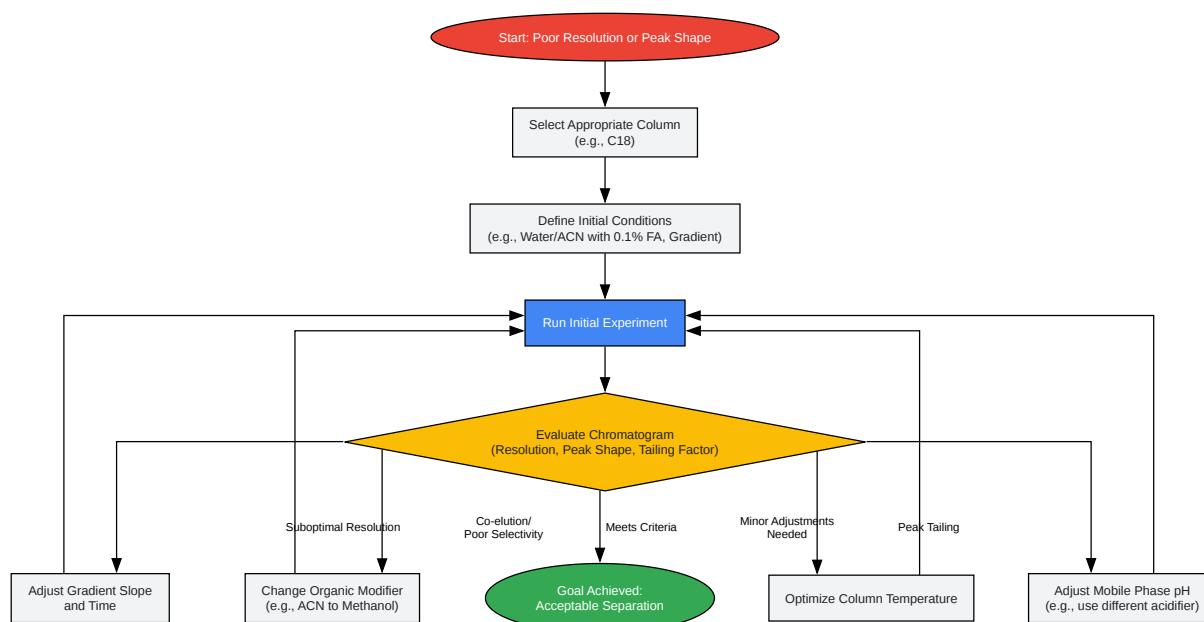 Start: Poor Resolution or Peak Shape
Select Appropriate Column
(e.g., C18)
Define Initial Conditions
(e.g., Water/ACN with 0.1% FA, Gradient)
Run Initial Experiment
Evaluate Chromatogram
(Resolution, Peak Shape, Tailing Factor)
Suboptimal Resolution
Co-elution/
Poor Selectivity
Meets Criteria
Minor Adjustments
Needed
Peak Tailing
Adjust Gradient Slope
and Time
Change Organic Modifier
(e.g., ACN to Methanol)
Goal Achieved:
Acceptable Separation
Optimize Column Temperature
Adjust Mobile Phase pH
(e.g., use different acidifier)